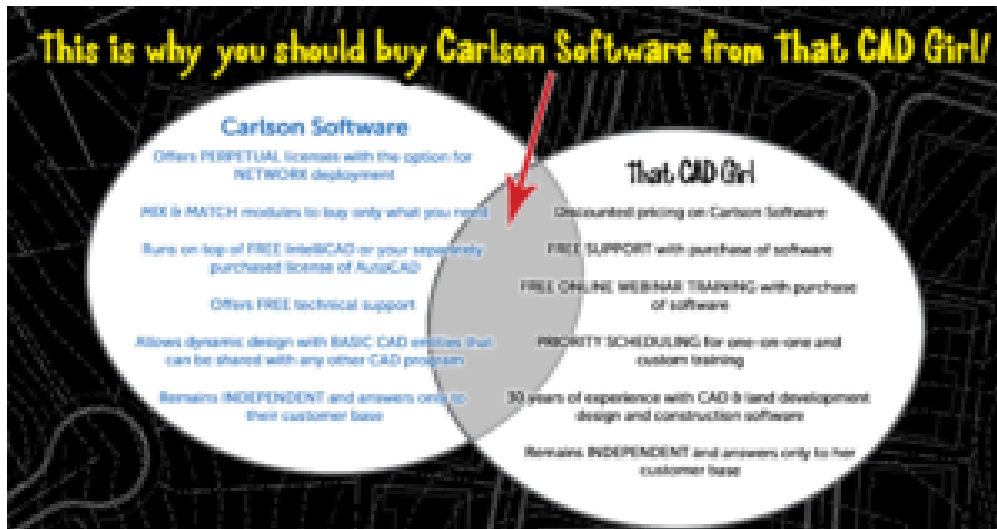 This is why you should buy Carlson Software from That CAD Girl!
Carlson Software
Offers PERPETUAL licenses with the option for
NETWORK deployment
MIX & MATCH modules to buy only what you need
Runs on top of FREE IntelliCAD or your separately
purchased license of AutoCAD
Offers FREE technical support
Allows dynamic design with BASIC CAD entities that
can be shared with any other CAD program
Remains INDEPENDENT and answers only to
their customer base
That CAD Girl
Discounted pricing on Carlson Software
FREE SUPPORT with purchase of software
FREE ONLINE WEBINAR TRAINING with purchase
of software
PRIORITY SCHEDULING for one-on-one and
custom training
30 years of experience with CAD & land development
design and construction software
Remains INDEPENDENT and answers only to her
customer base